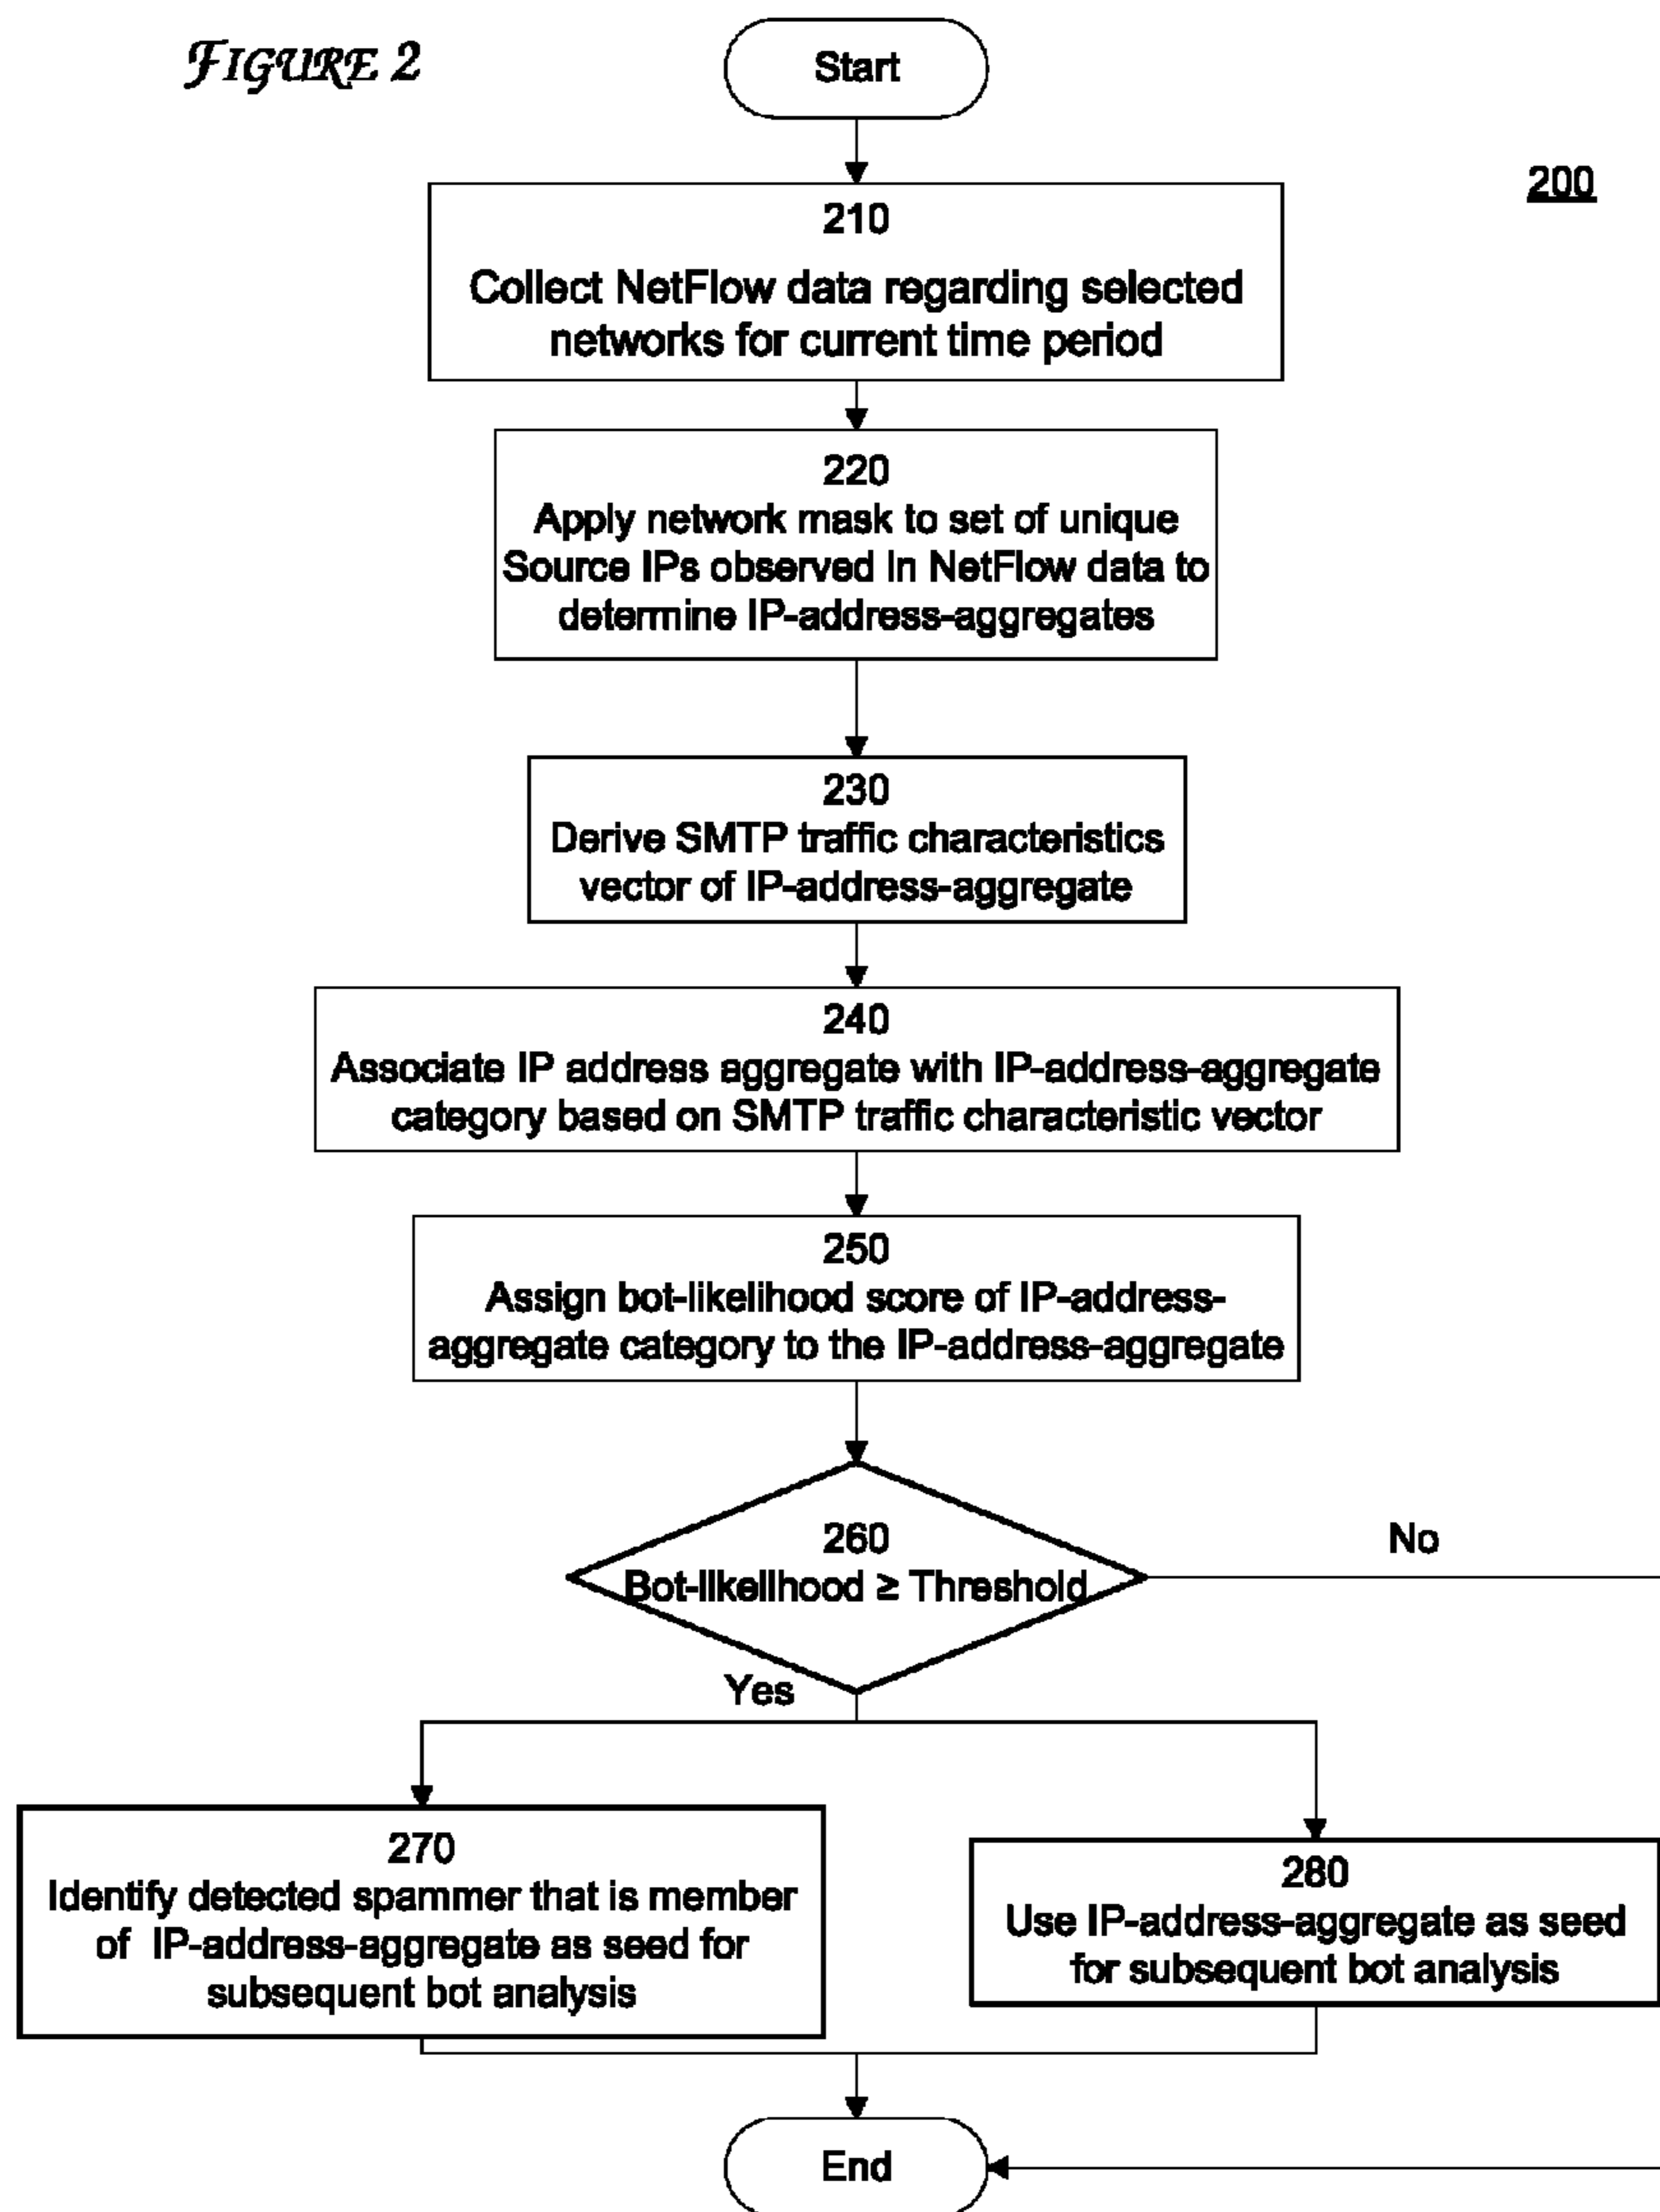 FIGURE 2
Start
200
210
Collect NetFlow data regarding selected
networks for current time period
220
Apply network mask to set of unique
Source IPs observed in NetFlow data to
determine IP-address-aggregates
230
Derive SMTP traffic characteristics
vector of IP-address-aggregate
240
Associate IP address aggregate with IP-address-aggregate
category based on SMTP traffic characteristic vector
250
Assign bot-likelihood score of IP-address-
aggregate category to the IP-address-aggregate
260
Bot-likelihood ≥ Threshold
No
Yes
270
Identify detected spammer that is member
of IP-address-aggregate as seed for
subsequent bot analysis
280
Use IP-address-aggregate as seed
for subsequent bot analysis
End